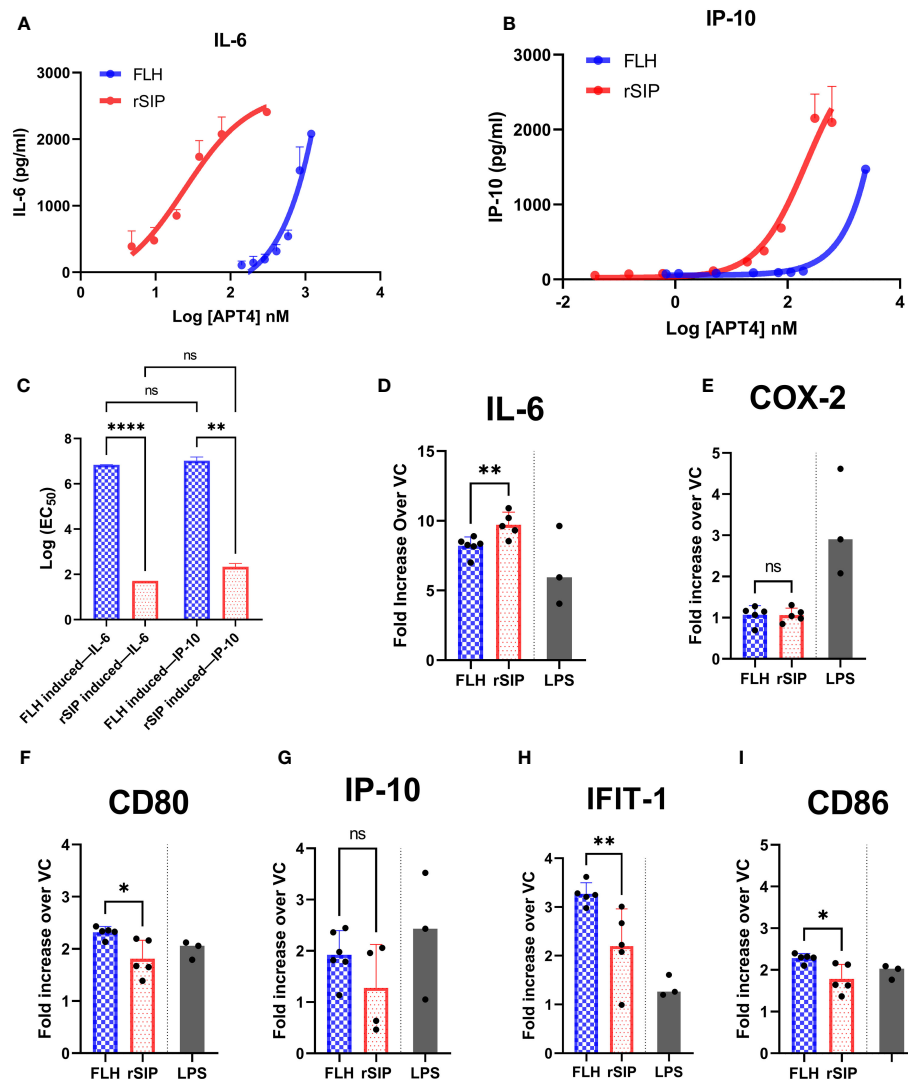 A
IL-6
FLH
rSIP
IL-6 (pg/ml)
3000
2000
1000
0
0
1
2
3
4
Log [APT4] nM
B
IP-10
FLH
rSIP
IP-10 (pg/ml)
3000
2000
1000
0
-2
0
2
4
Log [APT4] nM
C
ns
ns
****
**
Log (EC50)
8
6
4
2
0
FLH induced—IL-6
rSIP induced—IL-6
FLH induced—IP-10
rSIP induced—IP-10
D
IL-6
**
Fold Increase Over VC
15
10
5
0
FLH rSIP LPS
E
COX-2
ns
Fold increase over VC
5
4
3
2
1
0
FLH rSIP LPS
F
CD80
*
Fold increase over VC
4
3
2
1
0
FLH rSIP LPS
G
IP-10
ns
Fold increase over VC
4
3
2
1
0
FLH rSIP LPS
H
IFIT-1
**
Fold increase over VC
4
3
2
1
0
FLH rSIP LPS
I
CD86
*
Fold increase over VC
5
4
3
2
1
0
FLH rSIP LPS